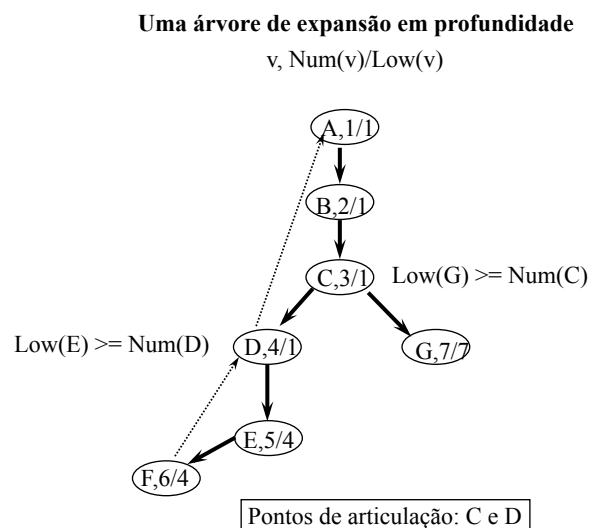 Uma árvore de expansão em profundidade
v, Num(v)/Low(v)
A,1/1
B,2/1
C,3/1
Low(G) >= Num(C)
Low(E) >= Num(D)
D,4/1
G,7/7
E,5/4
F,6/4
Pontos de articulação: C e D